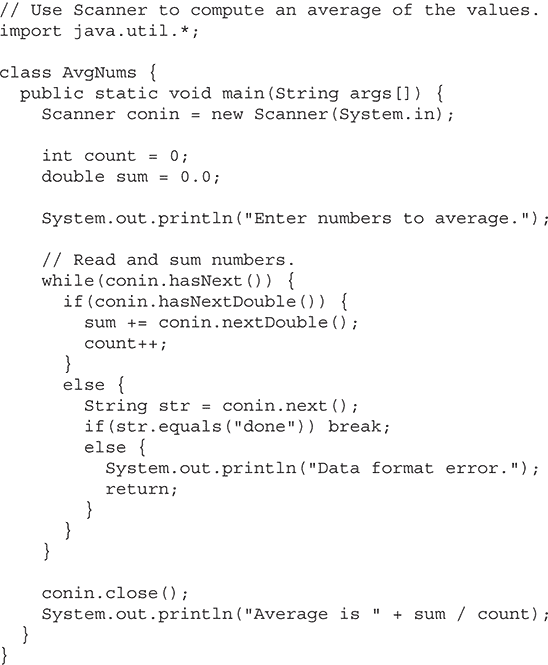 // Use Scanner to compute an average of the values.
import java.util.*;

class AvgNums {
  public static void main(String args[]) {
    Scanner conin = new Scanner(System.in);

    int count = 0;
    double sum = 0.0;

    System.out.println("Enter numbers to average.");

    // Read and sum numbers.
    while(conin.hasNext()) {
      if(conin.hasNextDouble()) {
        sum += conin.nextDouble();
        count++;
      }
      else {
        String str = conin.next();
        if(str.equals("done")) break;
        else {
          System.out.println("Data format error.");
          return;
        }
      }
    }

    conin.close();
    System.out.println("Average is " + sum / count);
  }
}